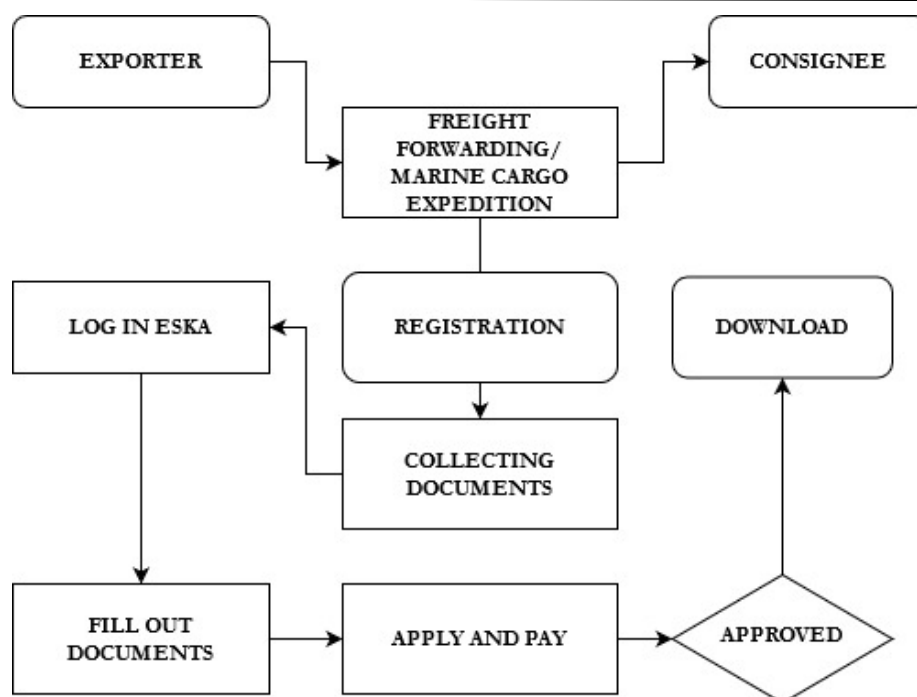 EXPORTER
CONSIGNEE
FREIGHT
FORWARDING/
MARINE CARGO
EXPEDITION
LOG IN ESKA
REGISTRATION
DOWNLOAD
COLLECTING
DOCUMENTS
FILL OUT
DOCUMENTS
APPLY AND PAY
APPROVED